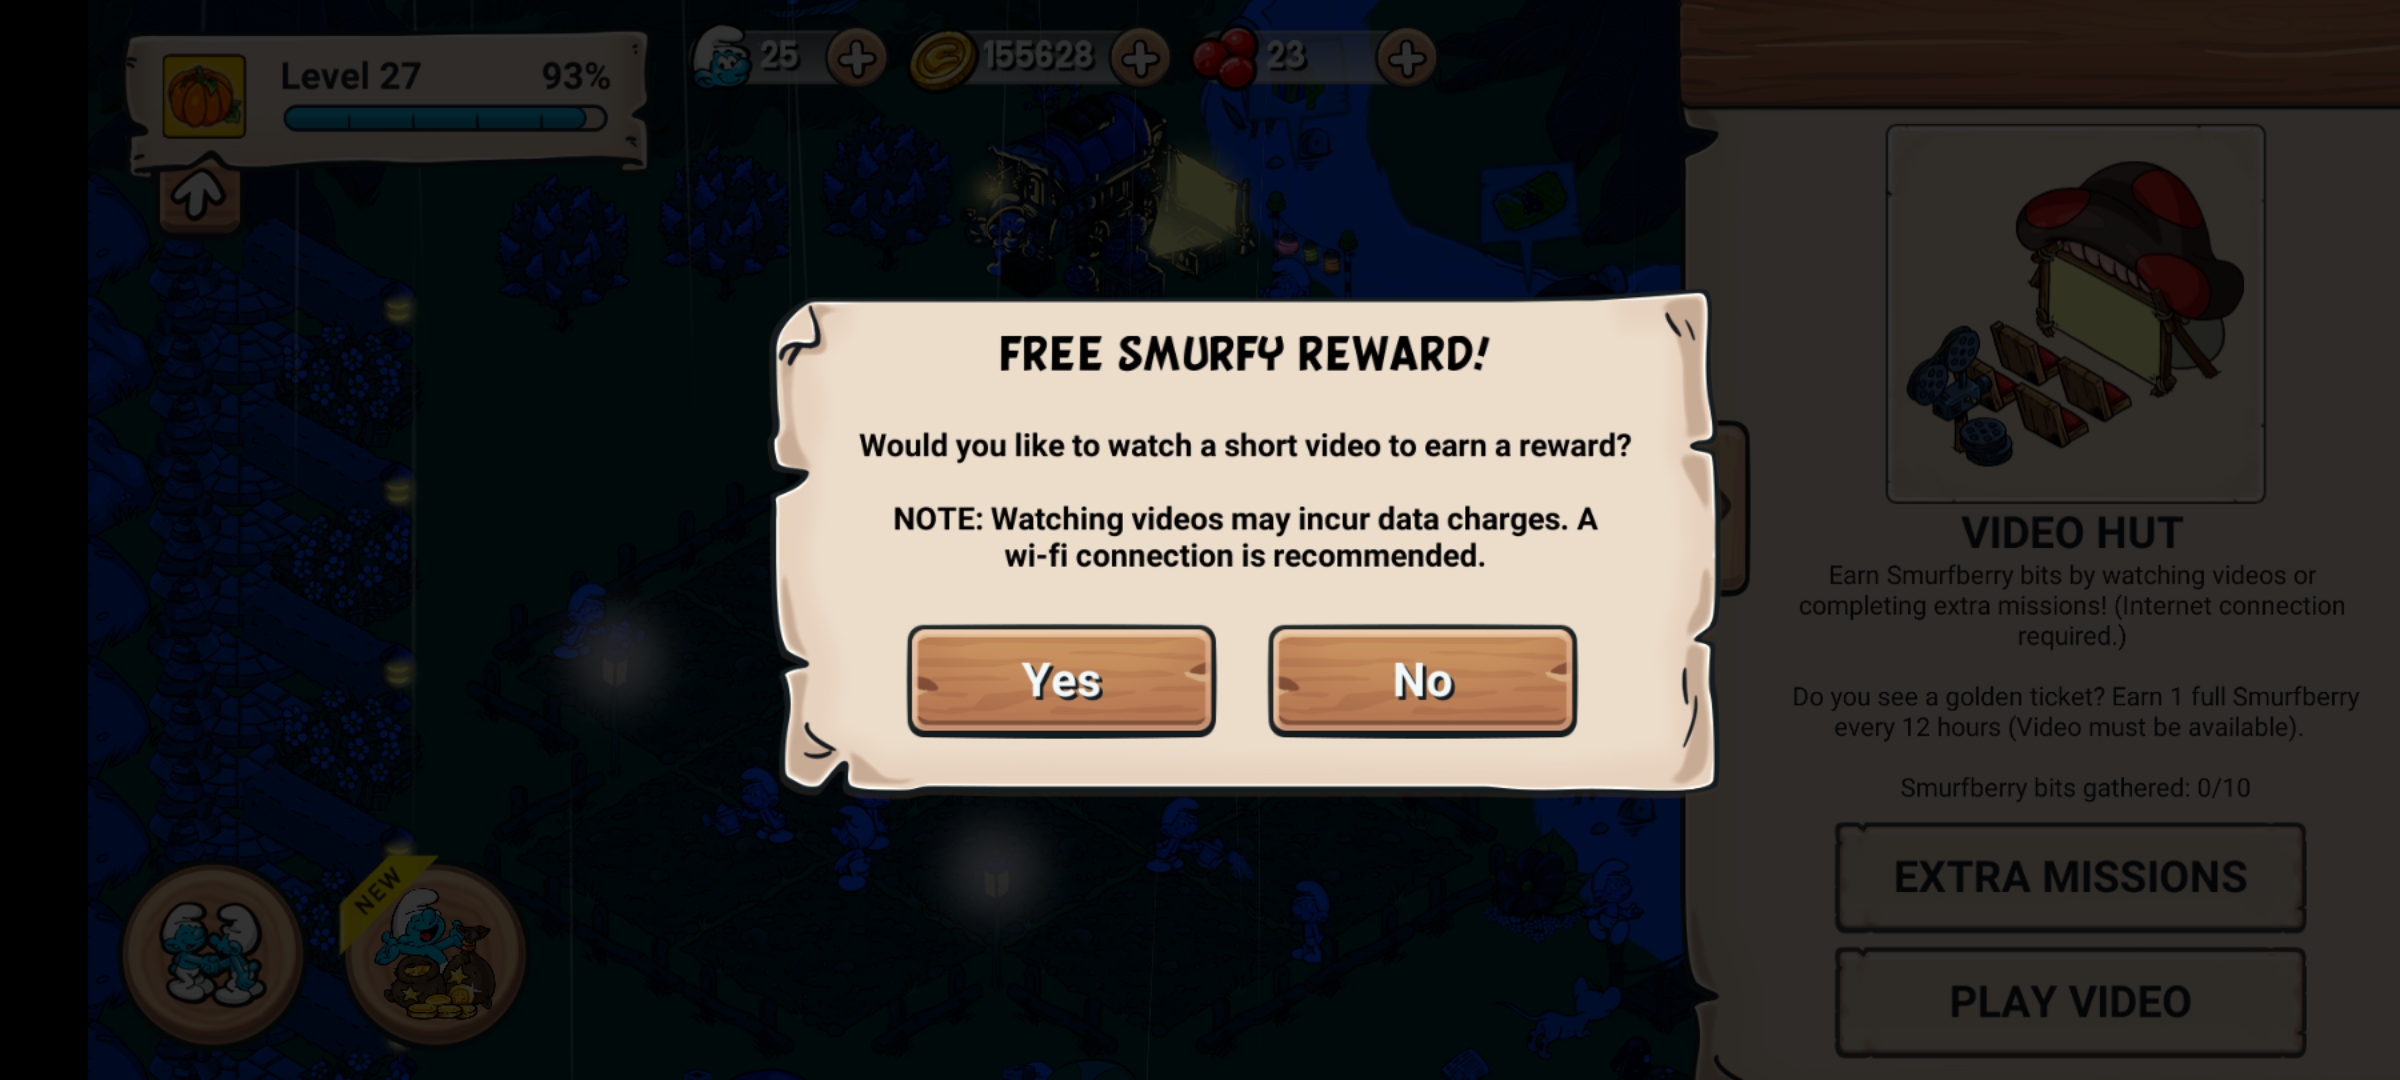 Level 27 93%
25
155628
23
FREE SMURFY REWARD!
Would you like to watch a short video to earn a reward?
NOTE: Watching videos may incur data charges. A
wi-fi connection is recommended.
Yes
No
VIDEO HUT
Earn Smurfberry bits by watching videos or
completing extra missions! (Internet connection
required.)
Do you see a golden ticket? Earn 1 full Smurfberry
every 12 hours (Video must be available).
Smurfberry bits gathered: 0/10
EXTRA MISSIONS
PLAY VIDEO
NEW